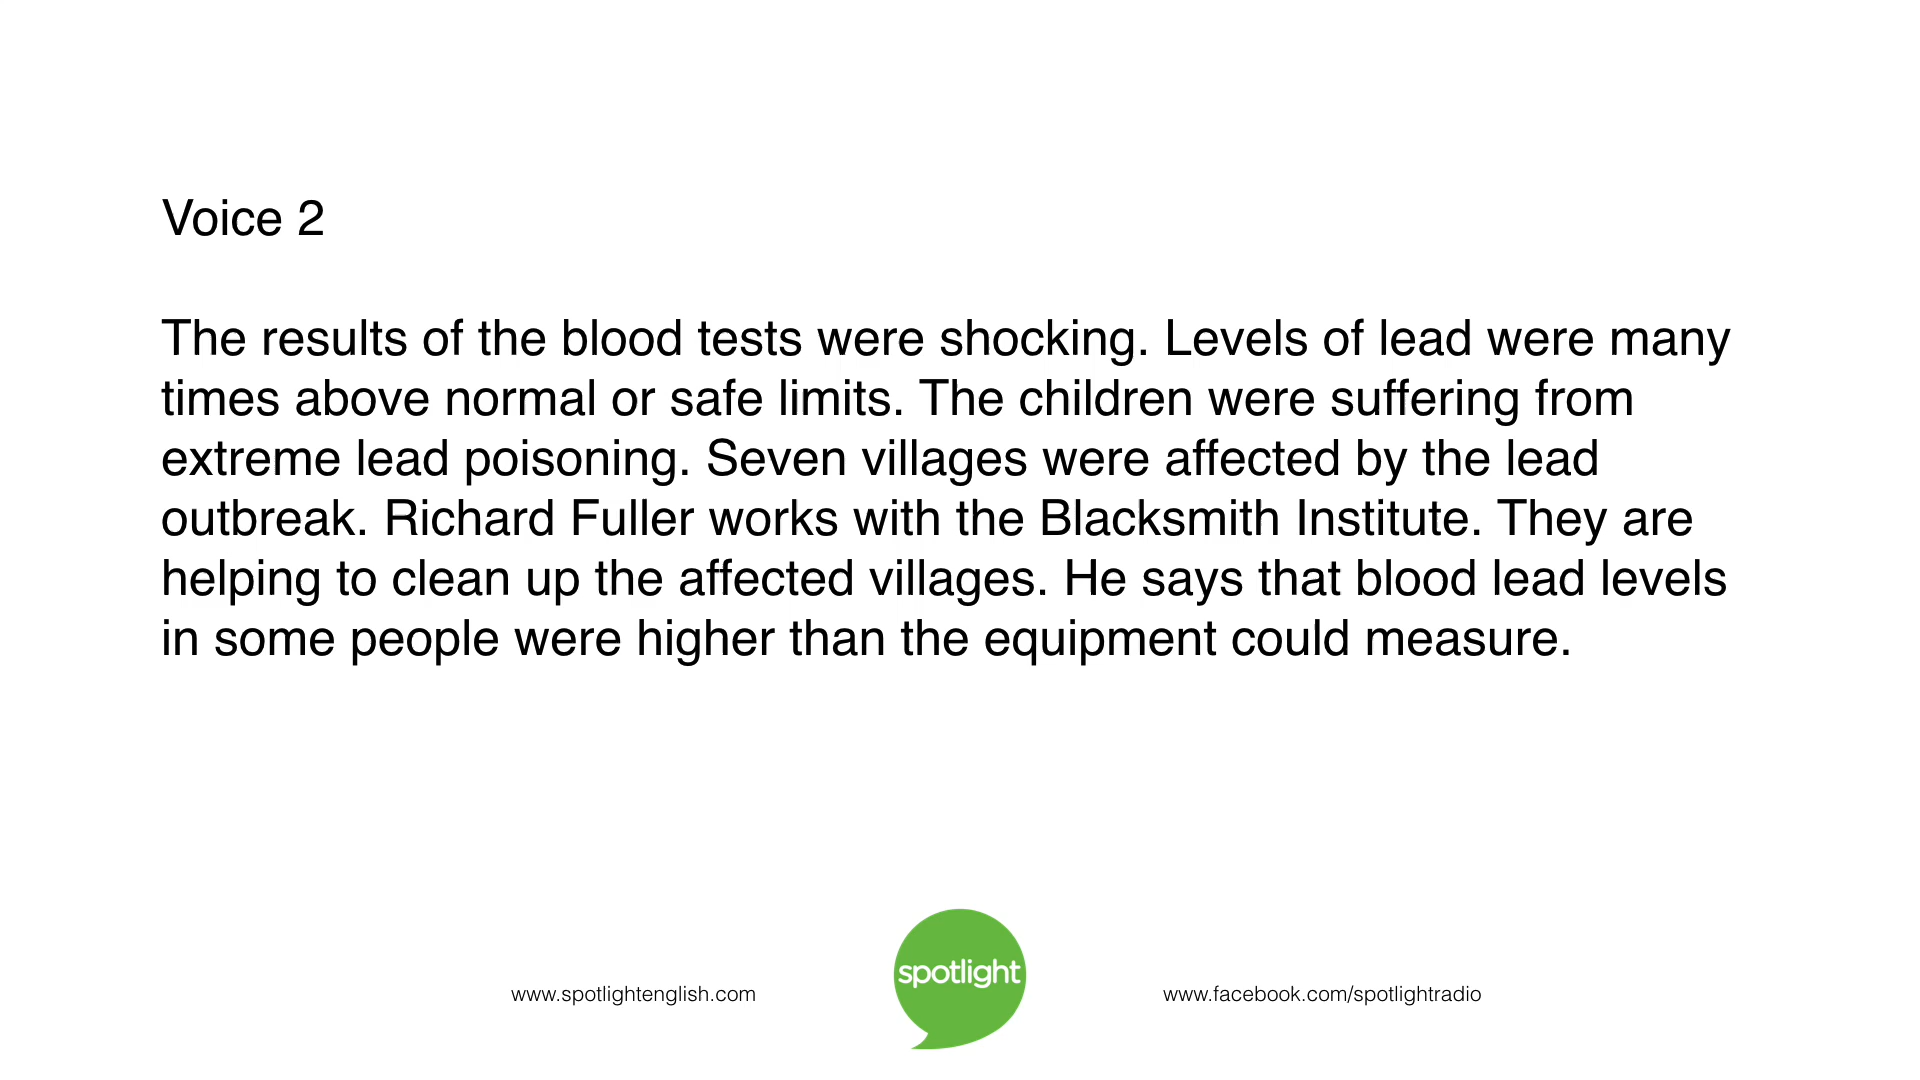 Voice 2
The results of the blood tests were shocking. Levels of lead were many
times above normal or safe limits. The children were suffering from
extreme lead poisoning. Seven villages were affected by the lead
outbreak. Richard Fuller works with the Blacksmith Institute. They are
helping to clean up the affected villages. He says that blood lead levels
in some people were higher than the equipment could measure.
spotlight
www.spotlightenglish.com
www.facebook.com/spotlightradio